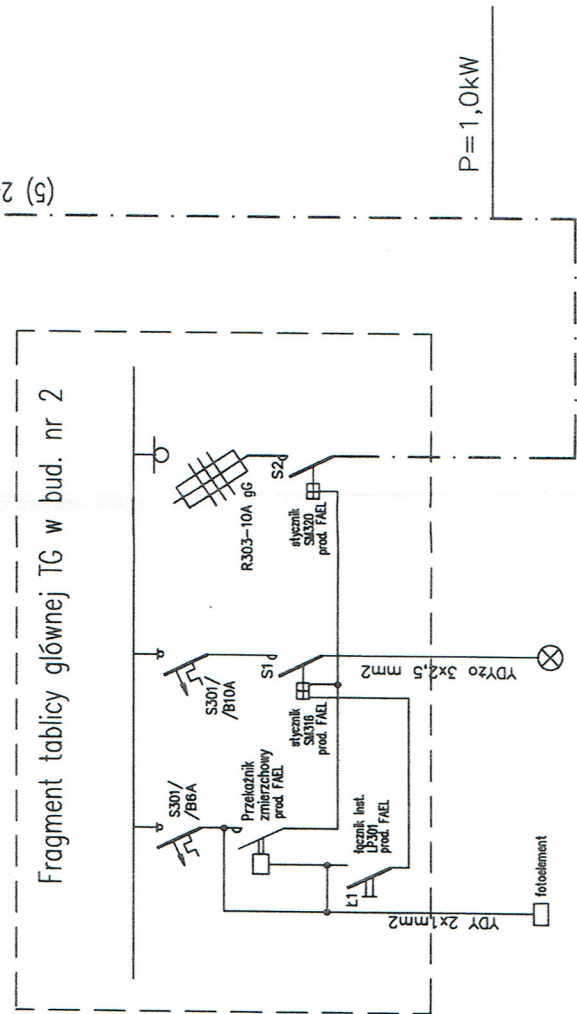 (5) 2
Fragment tablicy głównej TG w bud. nr 2
P=1,0kW
S301/
/B6A
Przekaźnik
zmierzchowy
prod. FAEL
łącznik inst.
LP301
prod. FAEL
Ł1
YDY 2x1mm2
fotoelement
S301/
/B10A
S1
stycznik
SM316
prod. FAEL
YDYżo 3x2,5 mm2
R303-10A gG
S2
stycznik
SM320
prod. FAEL